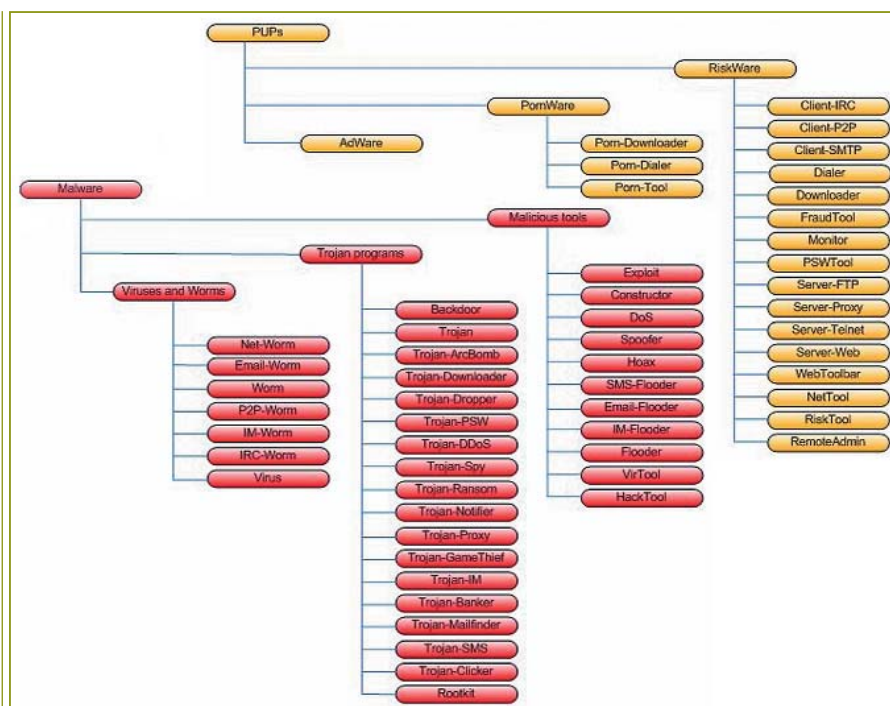 PUPs
RiskWare
PornWare
AdWare
Client-IRC
Client-P2P
Client-SMTP
Dialer
Downloader
FraudTool
Monitor
PSWTool
Server-FTP
Server-Proxy
Server-Telnet
Server-Web
WebToolbar
NetTool
RiskTool
RemoteAdmin
Porn-Downloader
Porn-Dialer
Porn-Tool
Malware
Malicious tools
Trojan programs
Viruses and Worms
Exploit
Constructor
DoS
Spoofer
Hoax
SMS-Flooder
Email-Flooder
IM-Flooder
Flooder
VirTool
HackTool
Backdoor
Trojan
Trojan-ArcBomb
Trojan-Downloader
Trojan-Dropper
Trojan-PSW
Trojan-DDoS
Trojan-Spy
Trojan-Ransom
Trojan-Notifier
Trojan-Proxy
Trojan-GameThief
Trojan-IM
Trojan-Banker
Trojan-Mailfinder
Trojan-SMS
Trojan-Clicker
Rootkit
Net-Worm
Email-Worm
Worm
P2P-Worm
IM-Worm
IRC-Worm
Virus